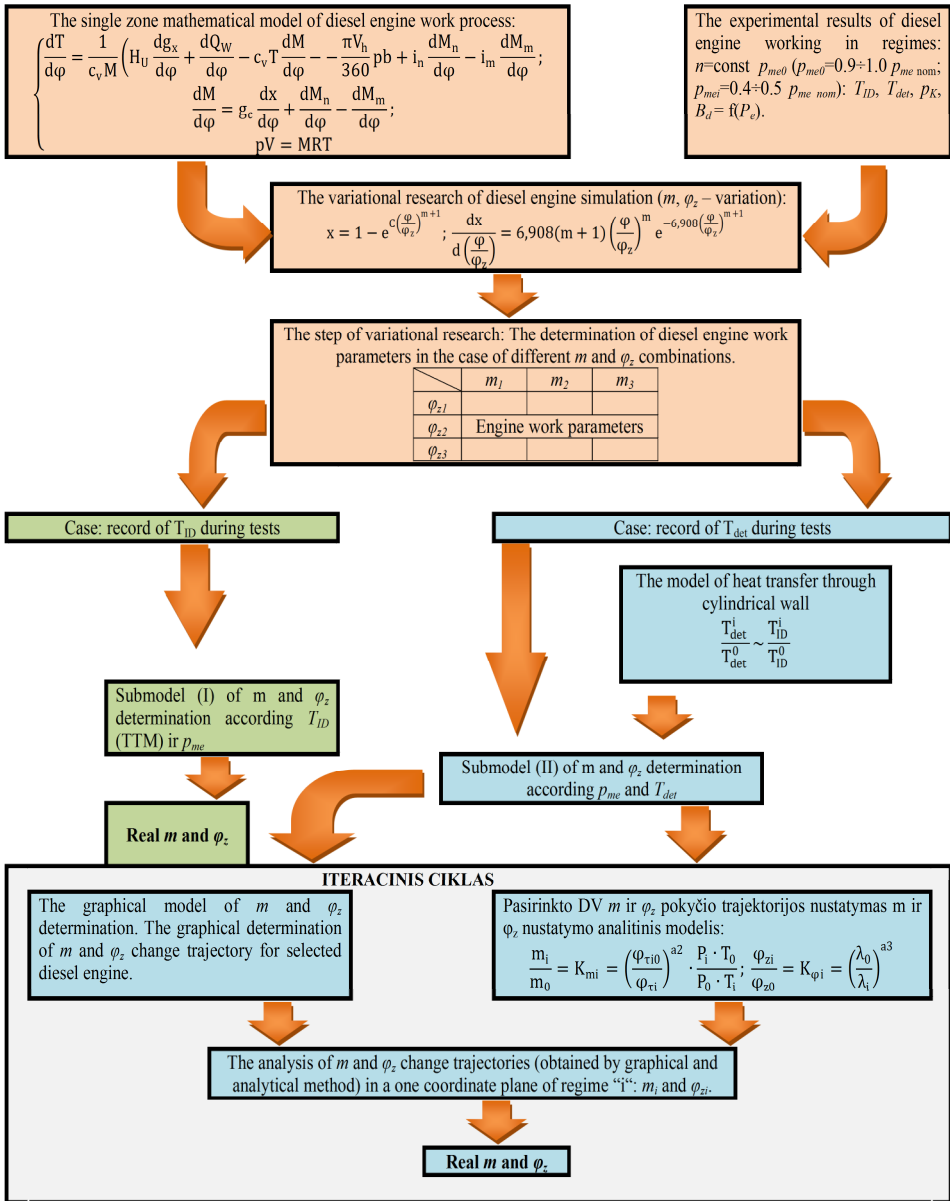 The single zone mathematical model of diesel engine work process:
dT/dφ = 1/(c_v M) (H_U dg_x/dφ + dQ_W/dφ − c_v T dM/dφ − − πV_h/360 pb + i_n dM_n/dφ − i_m dM_m/dφ ;
dM/dφ = g_c dx/dφ + dM_n/dφ − dM_m/dφ ;
pV = MRT
The experimental results of diesel
engine working in regimes:
n=const p_me0 (p_me0=0.9÷1.0 p_me nom;
p_mei=0.4÷0.5 p_me nom): T_ID, T_det, p_K,
B_d = f(P_e).
The variational research of diesel engine simulation (m, φ_z – variation):
x = 1 − e^(C(φ/φ_z)^(m+1)) ; dx/d(φ/φ_z) = 6,908(m + 1) (φ/φ_z)^m e^(−6,900(φ/φ_z)^(m+1))
The step of variational research: The determination of diesel engine work
parameters in the case of different m and φ_z combinations.
m_1 m_2 m_3
φ_z1
φ_z2 Engine work parameters
φ_z3
Case: record of T_ID during tests
Case: record of T_det during tests
The model of heat transfer through
cylindrical wall
T^i_det/T^0_det ~ T^i_ID/T^0_ID
Submodel (I) of m and φ_z
determination according T_ID
(TTM) ir p_me
Submodel (II) of m and φ_z determination
according p_me and T_det
Real m and φ_z
ITERACINIS CIKLAS
The graphical model of m and φ_z
determination. The graphical determination
of m and φ_z change trajectory for selected
diesel engine.
Pasirinkto DV m ir φ_z pokyčio trajektorijos nustatymas m ir
φ_z nustatymo analitinis modelis:
m_i/m_0 = K_mi = (φ_τi0/φ_τi)^a2 · P_i · T_0/P_0 · T_i ; φ_zi/φ_z0 = K_φi = (λ_0/λ_i)^a3
The analysis of m and φ_z change trajectories (obtained by graphical and
analytical method) in a one coordinate plane of regime “i“: m_i and φ_zi.
Real m and φ_z